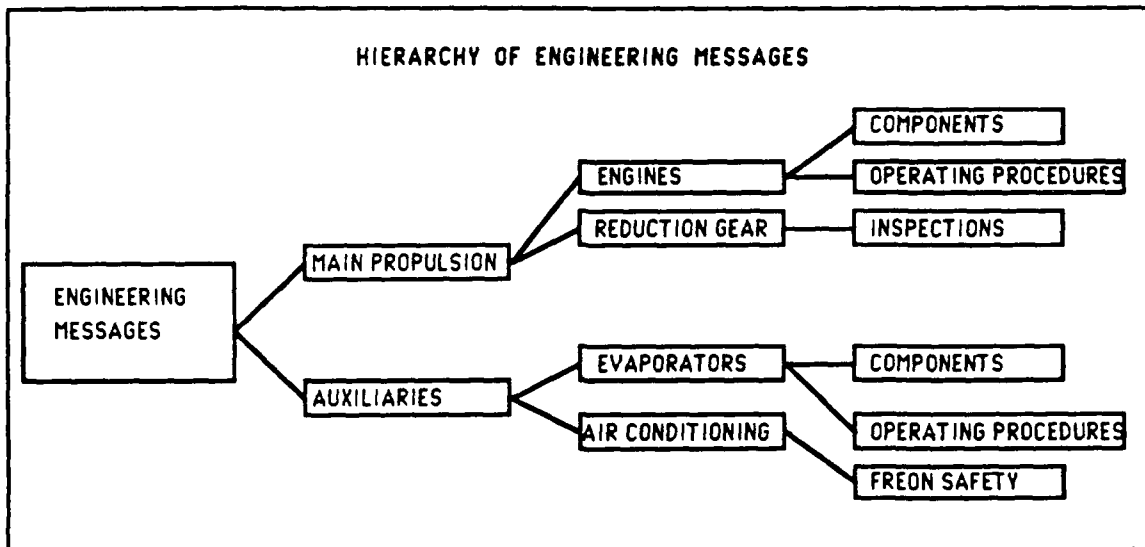 HIERARCHY OF ENGINEERING MESSAGES
COMPONENTS
ENGINES
OPERATING PROCEDURES
REDUCTION GEAR
INSPECTIONS
MAIN PROPULSION
ENGINEERING
MESSAGES
EVAPORATORS
COMPONENTS
AUXILIARIES
AIR CONDITIONING
OPERATING PROCEDURES
FREON SAFETY